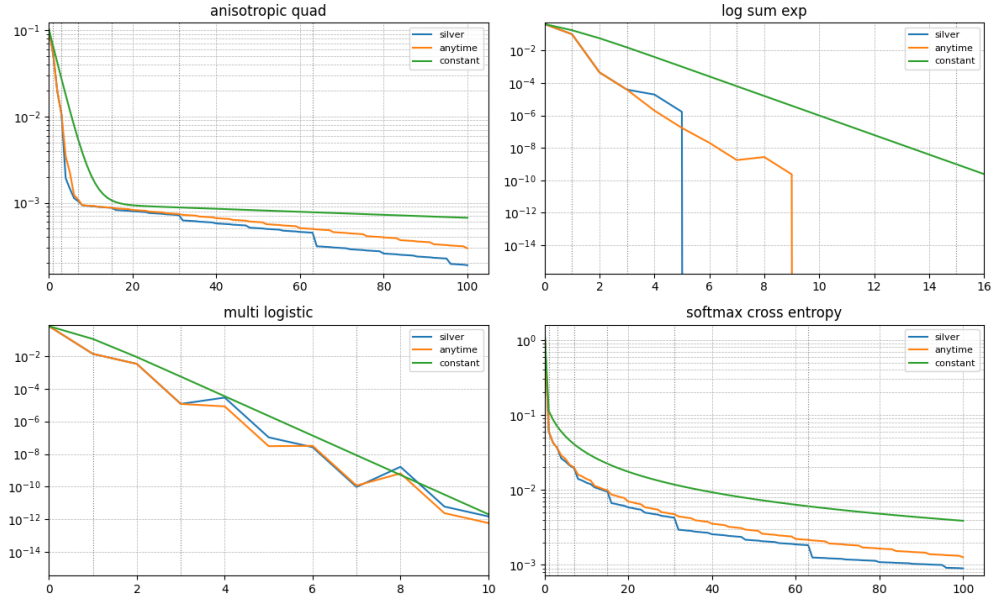 anisotropic quad
10⁻¹
10⁻²
10⁻³
0 20 40 60 80 100
silver
anytime
constant
log sum exp
10⁻²
10⁻⁴
10⁻⁶
10⁻⁸
10⁻¹⁰
10⁻¹²
10⁻¹⁴
0 2 4 6 8 10 12 14 16
silver
anytime
constant
multi logistic
10⁻²
10⁻⁴
10⁻⁶
10⁻⁸
10⁻¹⁰
10⁻¹²
10⁻¹⁴
0 2 4 6 8 10
silver
anytime
constant
softmax cross entropy
10⁰
10⁻¹
10⁻²
10⁻³
0 20 40 60 80 100
silver
anytime
constant